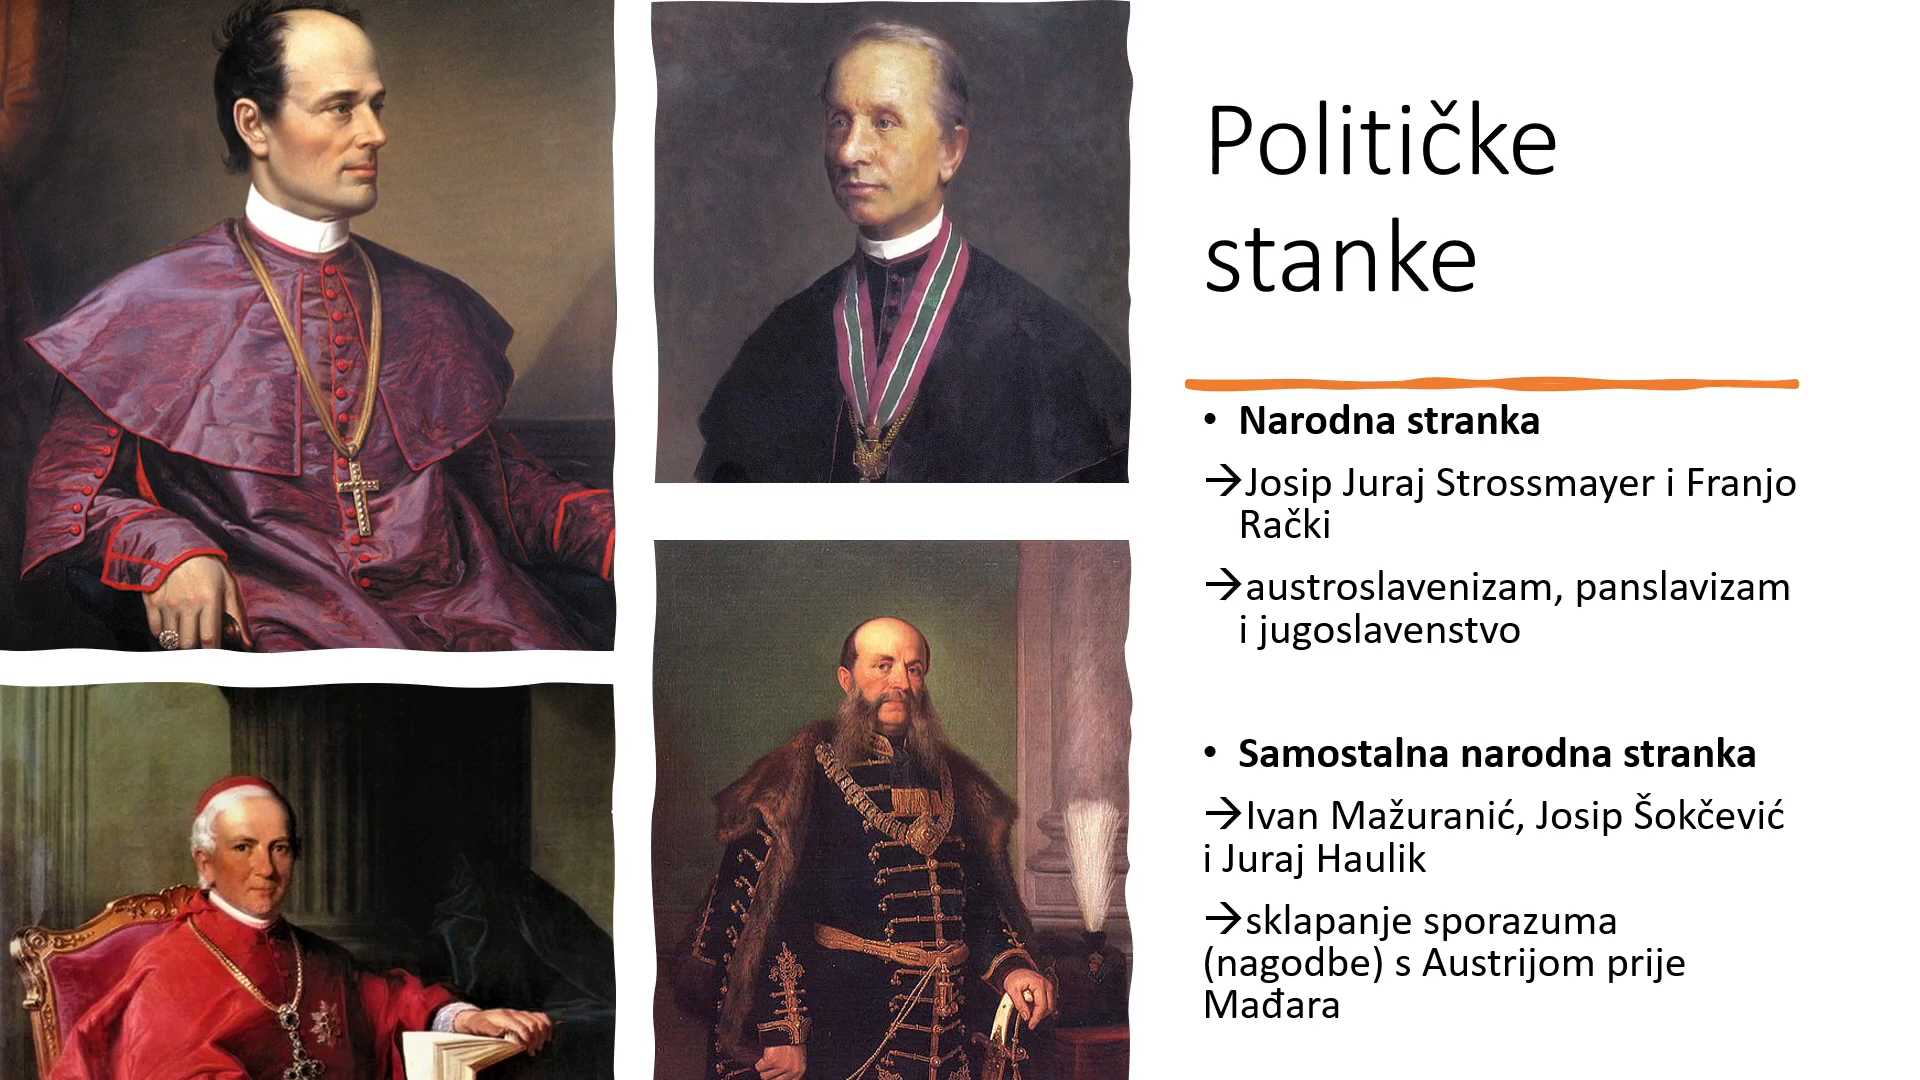 Političke
stanke
• Narodna stranka
→Josip Juraj Strossmayer i Franjo
Rački
→austroslavenizam, panslavizam
i jugoslavenstvo
• Samostalna narodna stranka
→Ivan Mažuranić, Josip Šokčević
i Juraj Haulik
→sklapanje sporazuma
(nagodbe) s Austrijom prije
Mađara